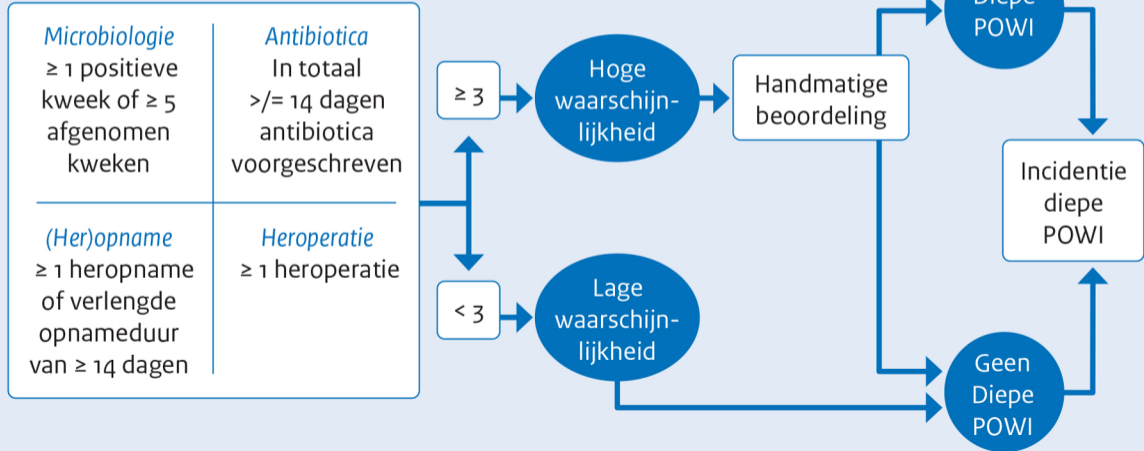 Microbiologie
≥ 1 positieve
kweek of ≥ 5
afgenomen
kweken
Antibiotica
In totaal
>/= 14 dagen
antibiotica
voorgeschreven
(Her)opname
≥ 1 heropname
of verlengde
opnameduur
van ≥ 14 dagen
Heroperatie
≥ 1 heroperatie
≥ 3
< 3
Hoge
waarschijn-
lijkheid
Lage
waarschijn-
lijkheid
Handmatige
beoordeling
Diepe
POWI
Geen
Diepe
POWI
Incidentie
diepe
POWI